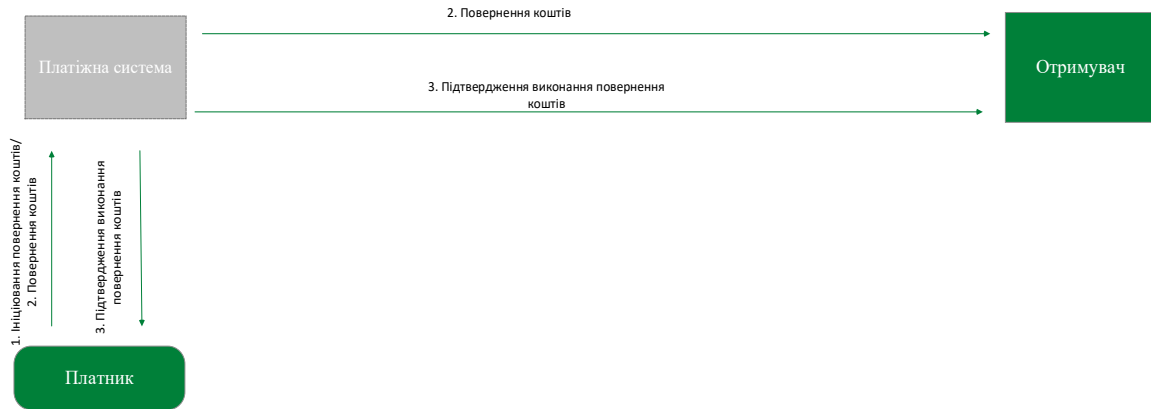 2. Повернення коштів
Платіжна система
Отримувач
3. Підтвердження виконання повернення
коштів
1. Ініціювання повернення коштів/
2. Повернення коштів
3. Підтвердження виконання
повернення коштів
Платник